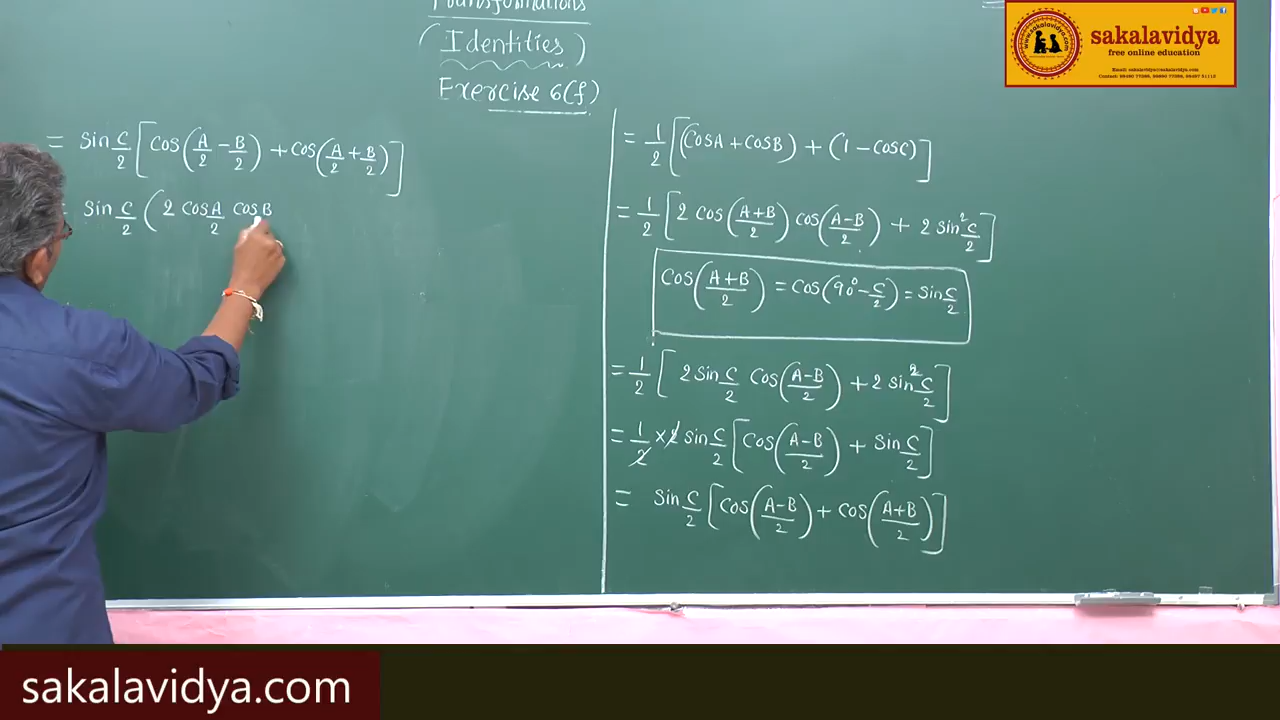 Transformations
(Identities)
Exercise 6(f)
= Sin C/2 [Cos(A/2 − B/2) + Cos(A/2 + B/2)]
Sin C/2 (2 Cos A/2 Cos B
= 1/2 [(CosA + CosB) + (1 − CosC)]
= 1/2 [2 Cos(A+B/2) Cos(A−B/2) + 2 Sin² C/2]
Cos(A+B/2) = Cos(90° − C/2) = Sin C/2
= 1/2 [2 Sin C/2 Cos(A−B/2) + 2 Sin² C/2]
= 1/2 × 2 Sin C/2 [Cos(A−B/2) + Sin C/2]
= Sin C/2 [Cos(A−B/2) + Cos(A+B/2)]
sakalavidya
free online education
sakalavidya.com